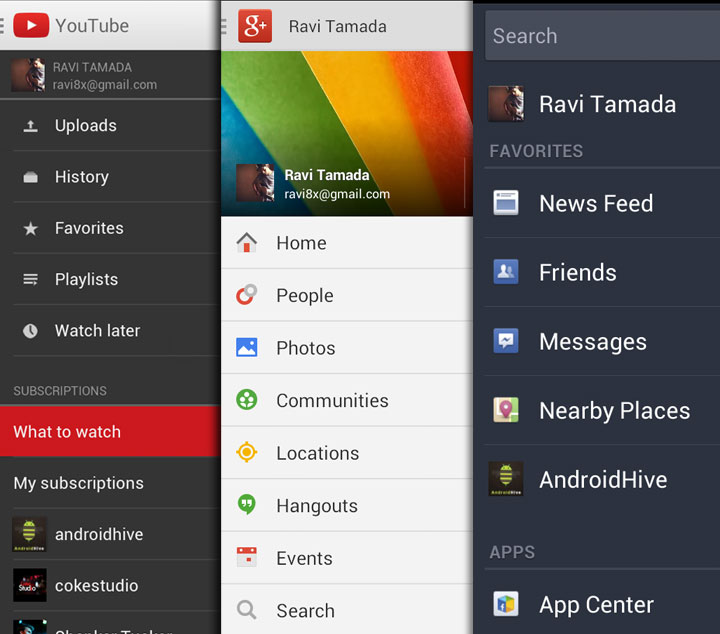 YouTube
RAVI TAMADA
ravi8x@gmail.com
Uploads
History
Favorites
Playlists
Watch later
SUBSCRIPTIONS
What to watch
My subscriptions
androidhive
cokestudio
g+
Ravi Tamada
Ravi Tamada
ravi8x@gmail.com
Home
People
Photos
Communities
Locations
Hangouts
Events
Search
Search
Ravi Tamada
FAVORITES
News Feed
Friends
Messages
Nearby Places
AndroidHive
APPS
App Center